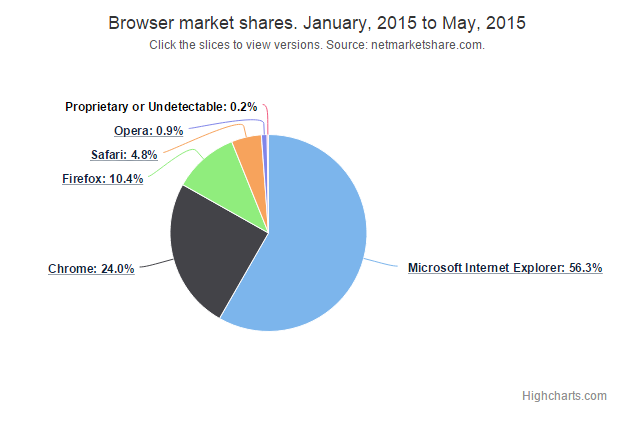 Browser market shares. January, 2015 to May, 2015
Click the slices to view versions. Source: netmarketshare.com.
Proprietary or Undetectable: 0.2%
Opera: 0.9%
Safari: 4.8%
Firefox: 10.4%
Chrome: 24.0%
Microsoft Internet Explorer: 56.3%
Highcharts.com